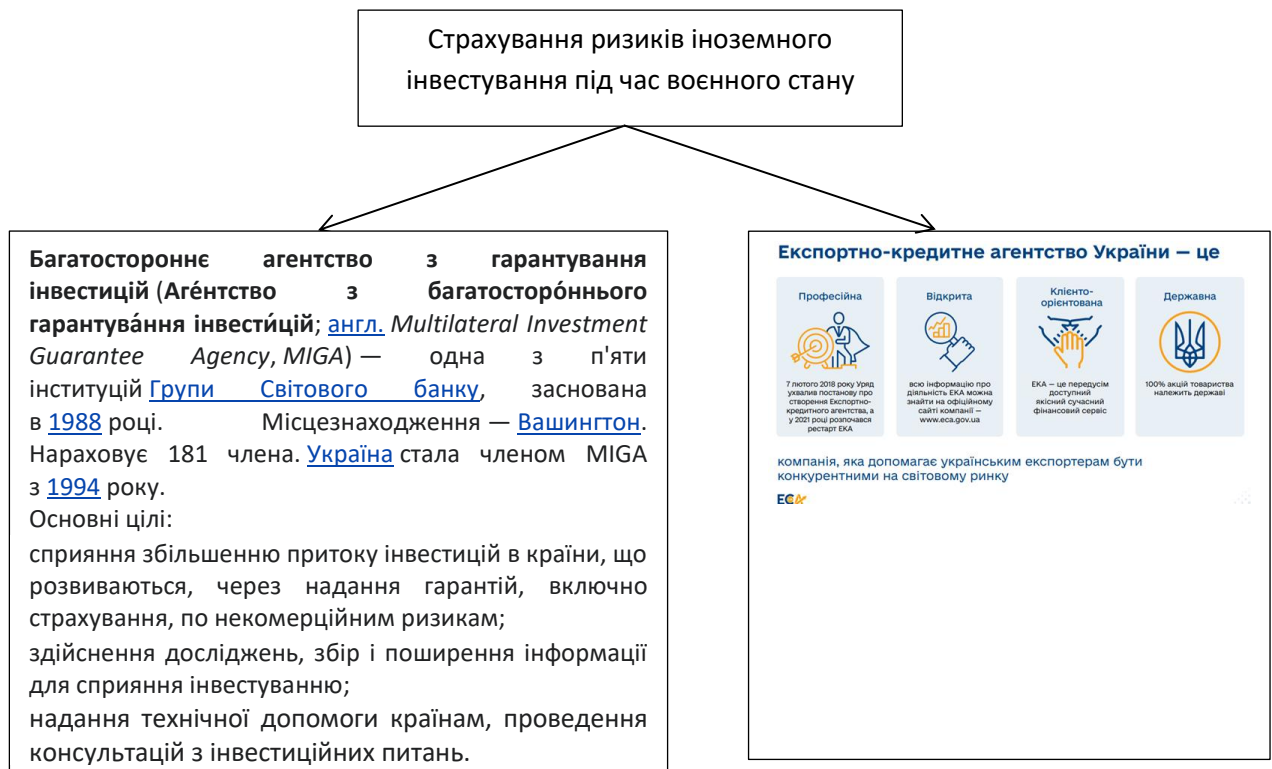 Страхування ризиків іноземного
інвестування під час воєнного стану
Багатостороннє агентство з гарантування
інвестицій (Аге́нтство з багатосторо́ннього
гарантува́ння інвести́цій; англ. Multilateral Investment
Guarantee Agency, MIGA) — одна з п'яти
інституцій Групи Світового банку, заснована
в 1988 році. Місцезнаходження — Вашингтон.
Нараховує 181 члена. Україна стала членом MIGA
з 1994 року.
Основні цілі:
сприяння збільшенню притоку інвестицій в країни, що
розвиваються, через надання гарантій, включно
страхування, по некомерційним ризикам;
здійснення досліджень, збір і поширення інформації
для сприяння інвестуванню;
надання технічної допомоги країнам, проведення
консультацій з інвестиційних питань.
Експортно-кредитне агентство України — це
Професійна
7 лютого 2018 року Уряд
ухвалив постанову про
створення Експортно-
кредитного агентства, а
у 2021 році розпочався
рестарт ЕКА
Відкрита
всю інформацію про
діяльність ЕКА можна
знайти на офіційному
сайті компанії —
www.eca.gov.ua
Клієнто-
орієнтована
ЕКА — це передусім
доступний
якісний сучасний
фінансовий сервіс
Державна
100% акцій товариства
належить державі
компанія, яка допомагає українським експортерам бути
конкурентними на світовому ринку
ECA